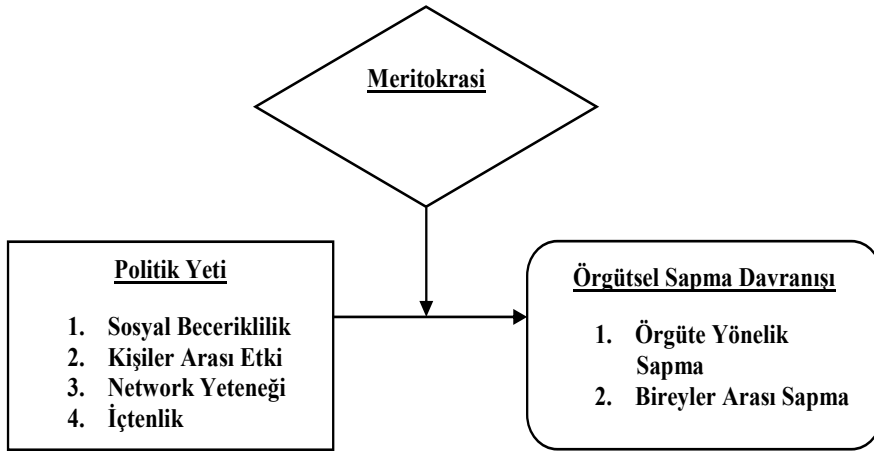 Meritokrasi
Politik Yeti
1. Sosyal Beceriklilik
2. Kişiler Arası Etki
3. Network Yeteneği
4. İçtenlik
Örgütsel Sapma Davranışı
1. Örgüte Yönelik
Sapma
2. Bireyler Arası Sapma